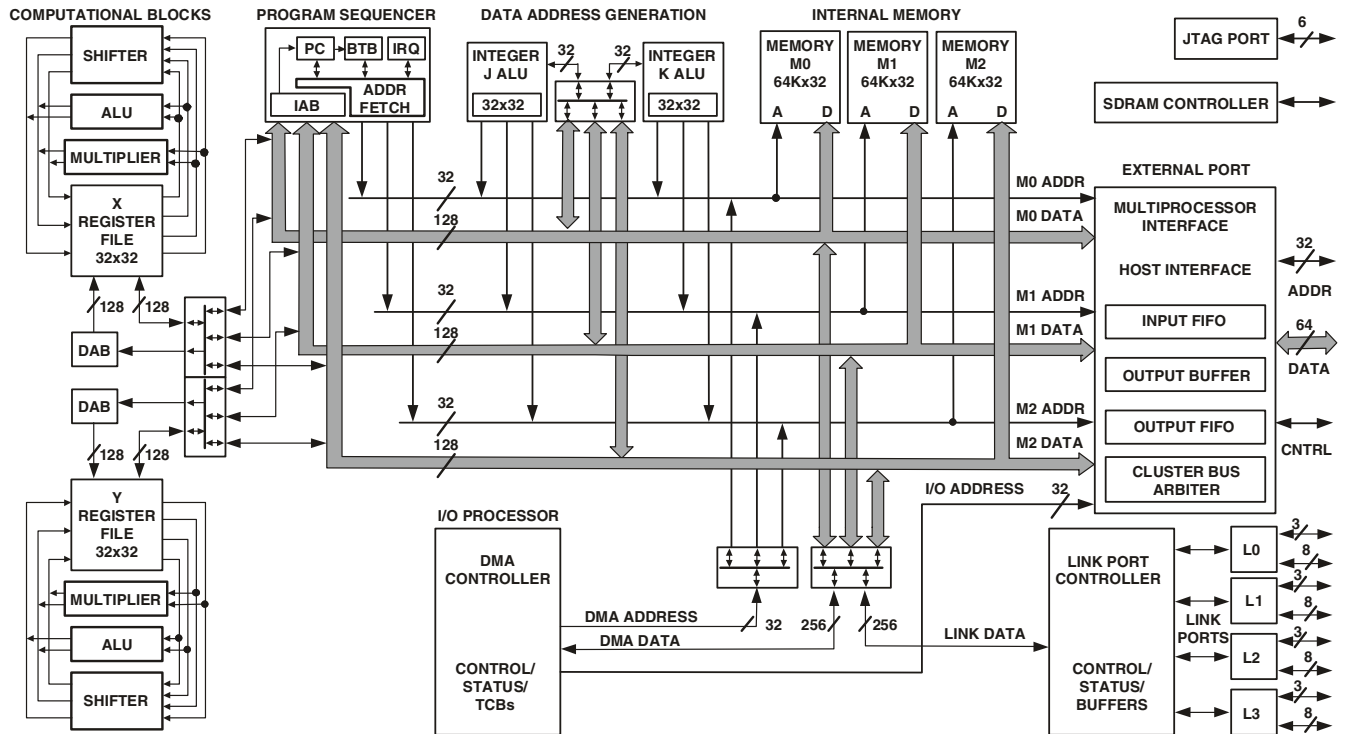 COMPUTATIONAL BLOCKS
SHIFTER
ALU
MULTIPLIER
X
REGISTER
FILE
32x32
128
128
DAB
DAB
128
128
Y
REGISTER
FILE
32x32
MULTIPLIER
ALU
SHIFTER
PROGRAM SEQUENCER
PC
BTB
IRQ
ADDR
FETCH
IAB
DATA ADDRESS GENERATION
INTEGER
J ALU
32x32
32
32
INTEGER
K ALU
32x32
INTERNAL MEMORY
MEMORY
M0
64Kx32
A
D
MEMORY
M1
64Kx32
A
D
MEMORY
M2
64Kx32
A
D
32
128
32
128
32
128
M0 ADDR
M0 DATA
M1 ADDR
M1 DATA
M2 ADDR
M2 DATA
I/O ADDRESS
32
JTAG PORT
6
SDRAM CONTROLLER
EXTERNAL PORT
MULTIPROCESSOR
INTERFACE
HOST INTERFACE
INPUT FIFO
OUTPUT BUFFER
OUTPUT FIFO
CLUSTER BUS
ARBITER
32
ADDR
64
DATA
CNTRL
I/O PROCESSOR
DMA
CONTROLLER
CONTROL/
STATUS/
TCBs
DMA ADDRESS
32
DMA DATA
256
256
LINK DATA
LINK PORT
CONTROLLER
CONTROL/
STATUS/
BUFFERS
LINK
PORTS
L0
3
8
L1
3
8
L2
3
8
L3
3
8